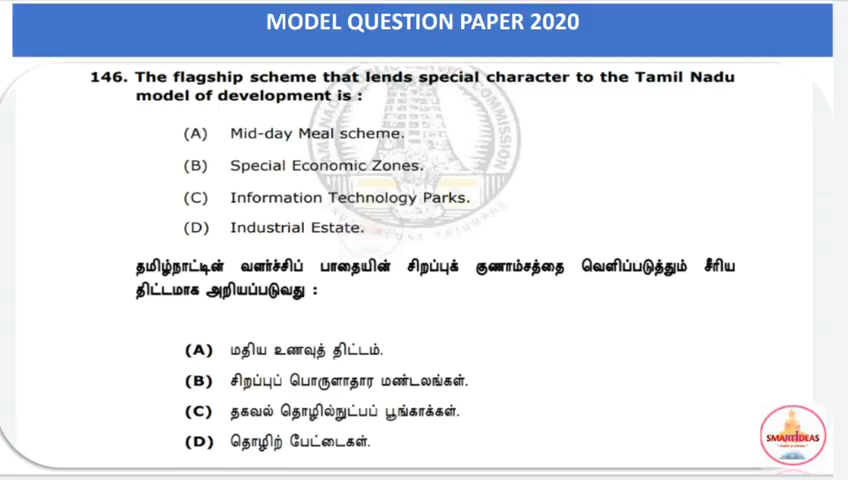 MODEL QUESTION PAPER 2020
146. The flagship scheme that lends special character to the Tamil Nadu
model of development is :
(A) Mid-day Meal scheme.
(B) Special Economic Zones.
(C) Information Technology Parks.
(D) Industrial Estate.
தமிழ்நாட்டின் வளர்ச்சிப் பாதையின் சிறப்புக் குணாம்சத்தை வெளிப்படுத்தும் சீரிய
திட்டமாக அறியப்படுவது :
(A) மதிய உணவுத் திட்டம்.
(B) சிறப்புப் பொருளாதார மண்டலங்கள்.
(C) தகவல் தொழில்நுட்பப் பூங்காக்கள்.
(D) தொழிற் பேட்டைகள்.
SMARTIDEAS